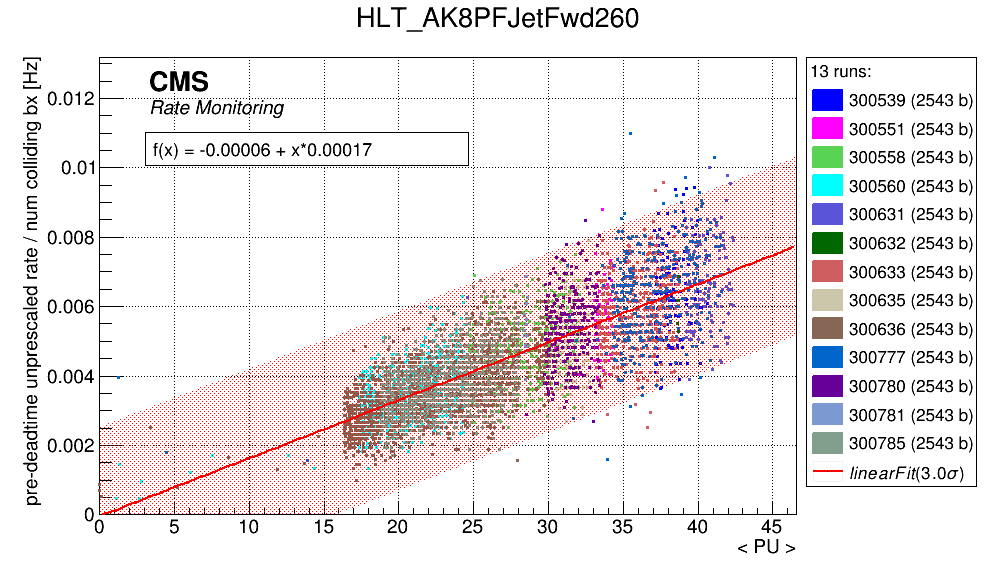 HLT_AK8PFJetFwd260
pre-deadtime unprescaled rate / num colliding bx [Hz]
CMS
Rate Monitoring
f(x) = -0.00006 + x*0.00017
0.012
0.01
0.008
0.006
0.004
0.002
0
0 5 10 15 20 25 30 35 40 45
< PU >
13 runs:
300539 (2543 b)
300551 (2543 b)
300558 (2543 b)
300560 (2543 b)
300631 (2543 b)
300632 (2543 b)
300633 (2543 b)
300635 (2543 b)
300636 (2543 b)
300777 (2543 b)
300780 (2543 b)
300781 (2543 b)
300785 (2543 b)
linearFit(3.0σ)